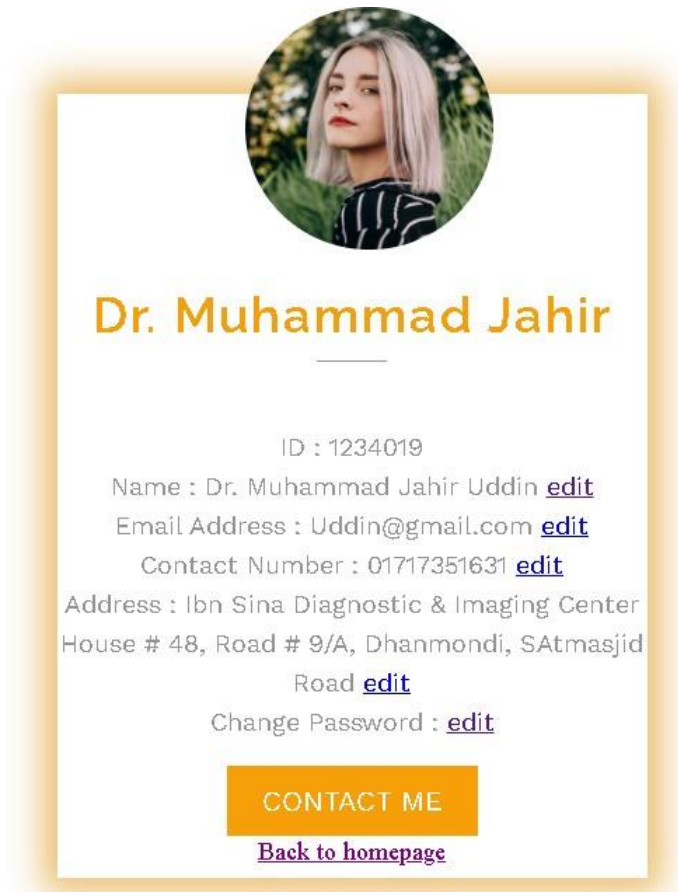 Dr. Muhammad Jahir
ID : 1234019
Name : Dr. Muhammad Jahir Uddin edit
Email Address : Uddin@gmail.com edit
Contact Number : 01717351631 edit
Address : Ibn Sina Diagnostic & Imaging Center
House # 48, Road # 9/A, Dhanmondi, SAtmasjid
Road edit
Change Password : edit
CONTACT ME
Back to homepage